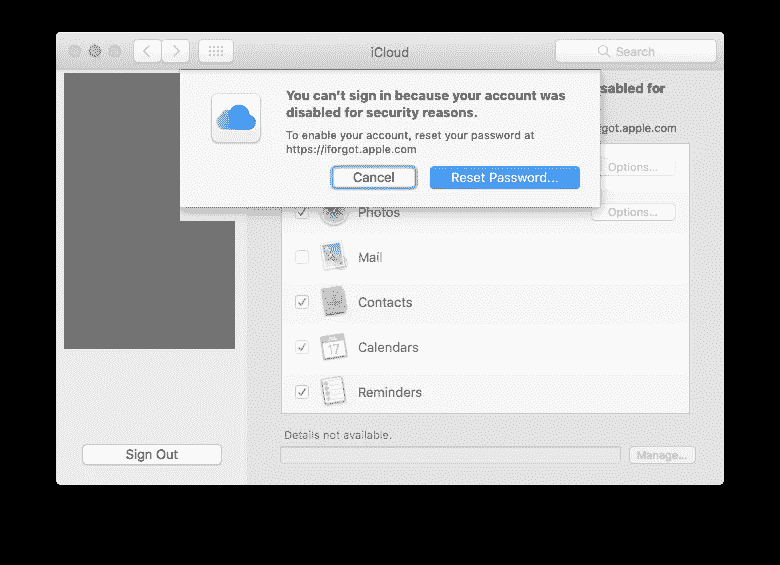 iCloud
Search
You can't sign in because your account was
disabled for security reasons.
To enable your account, reset your password at
https://iforgot.apple.com
Cancel
Reset Password...
sabled for
got.apple.com
Options...
Photos
Options...
Mail
17
Contacts
Calendars
Reminders
Details not available.
Manage...
Sign Out